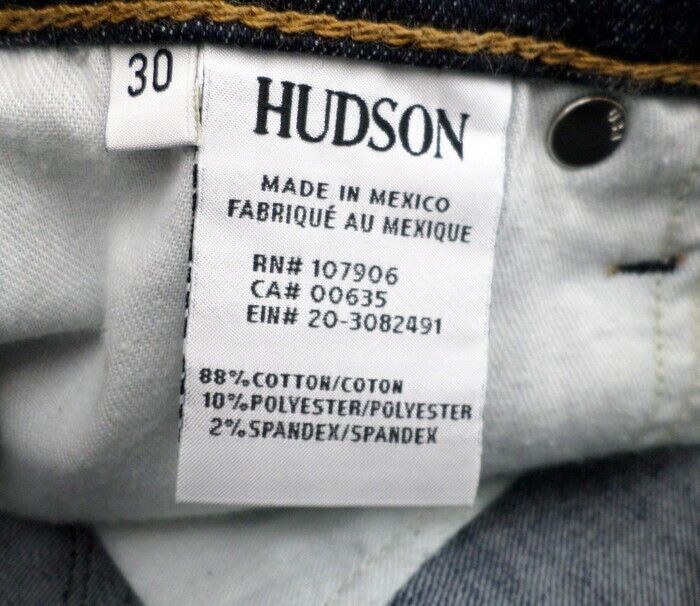 30
HUDSON
MADE IN MEXICO
FABRIQUÉ AU MEXIQUE
RN# 107906
CA# 00635
EIN# 20-3082491
88% COTTON/COTON
10% POLYESTER/POLYESTER
2% SPANDEX/SPANDEX